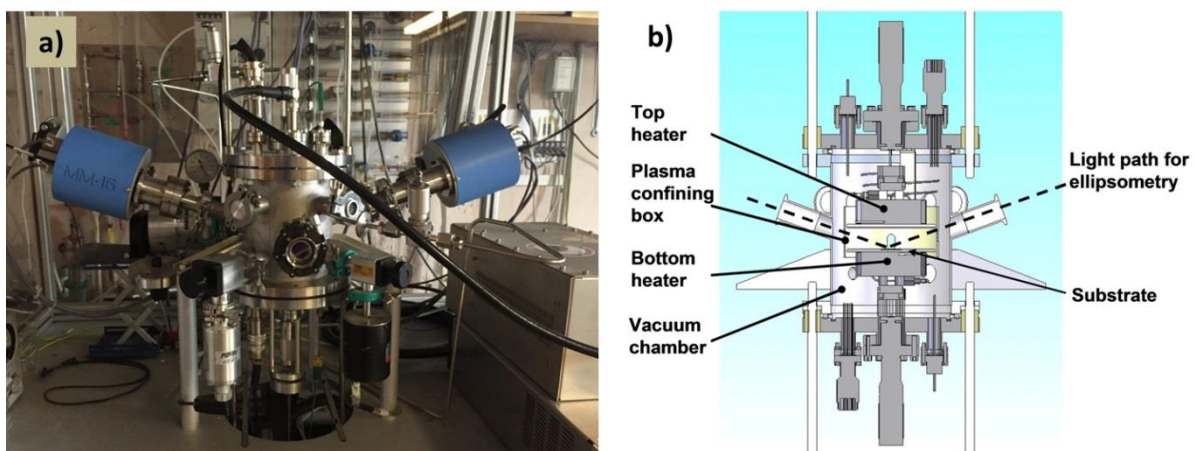 a)
MM-16
b)
Top
heater
Plasma
confining
box
Bottom
heater
Vacuum
chamber
Light path for
ellipsometry
Substrate